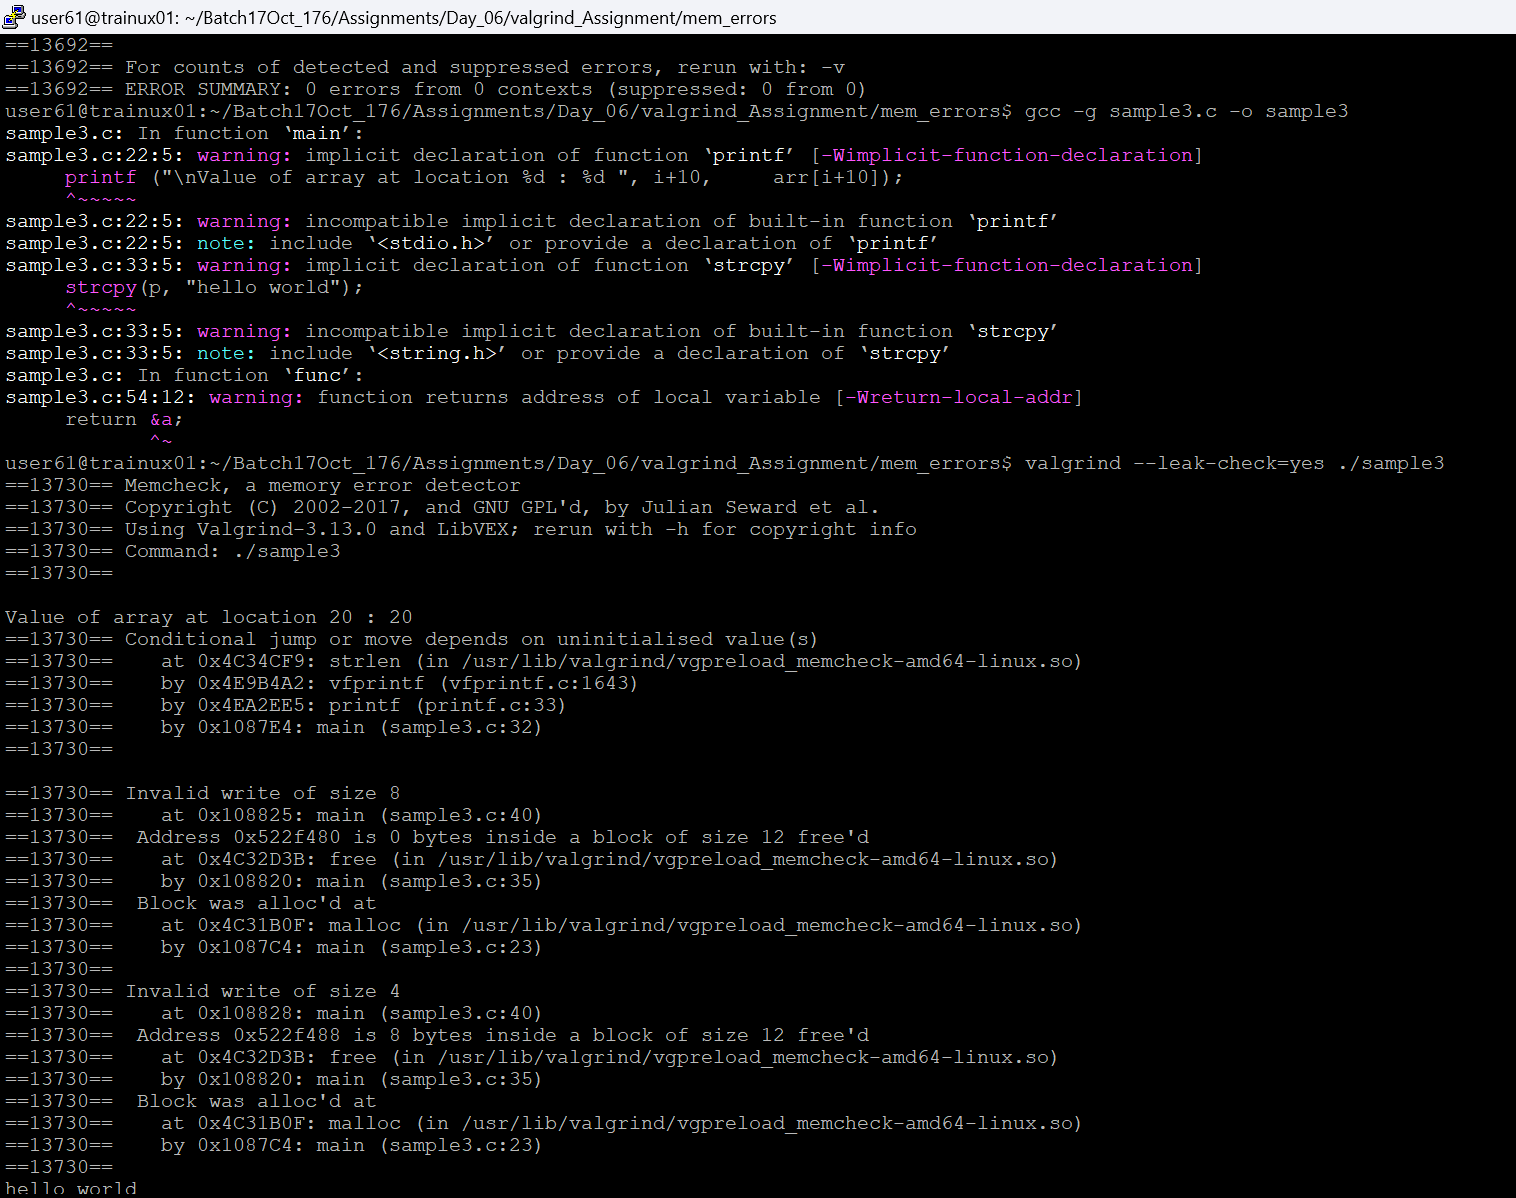 user61@trainux01: ~/Batch17Oct_176/Assignments/Day_06/valgrind_Assignment/mem_errors
==13692==
==13692== For counts of detected and suppressed errors, rerun with: -v
==13692== ERROR SUMMARY: 0 errors from 0 contexts (suppressed: 0 from 0)
user61@trainux01:~/Batch17Oct_176/Assignments/Day_06/valgrind_Assignment/mem_errors$ gcc -g sample3.c -o sample3
sample3.c: In function ‘main’:
sample3.c:22:5: warning: implicit declaration of function ‘printf’ [-Wimplicit-function-declaration]
     printf ("\nValue of array at location %d : %d ", i+10,     arr[i+10]);
     ^~~~~~
sample3.c:22:5: warning: incompatible implicit declaration of built-in function ‘printf’
sample3.c:22:5: note: include ‘<stdio.h>’ or provide a declaration of ‘printf’
sample3.c:33:5: warning: implicit declaration of function ‘strcpy’ [-Wimplicit-function-declaration]
     strcpy(p, "hello world");
     ^~~~~~
sample3.c:33:5: warning: incompatible implicit declaration of built-in function ‘strcpy’
sample3.c:33:5: note: include ‘<string.h>’ or provide a declaration of ‘strcpy’
sample3.c: In function ‘func’:
sample3.c:54:12: warning: function returns address of local variable [-Wreturn-local-addr]
     return &a;
            ^~
user61@trainux01:~/Batch17Oct_176/Assignments/Day_06/valgrind_Assignment/mem_errors$ valgrind --leak-check=yes ./sample3
==13730== Memcheck, a memory error detector
==13730== Copyright (C) 2002-2017, and GNU GPL'd, by Julian Seward et al.
==13730== Using Valgrind-3.13.0 and LibVEX; rerun with -h for copyright info
==13730== Command: ./sample3
==13730==
Value of array at location 20 : 20
==13730== Conditional jump or move depends on uninitialised value(s)
==13730==    at 0x4C34CF9: strlen (in /usr/lib/valgrind/vgpreload_memcheck-amd64-linux.so)
==13730==    by 0x4E9B4A2: vfprintf (vfprintf.c:1643)
==13730==    by 0x4EA2EE5: printf (printf.c:33)
==13730==    by 0x1087E4: main (sample3.c:32)
==13730==
==13730== Invalid write of size 8
==13730==    at 0x108825: main (sample3.c:40)
==13730==  Address 0x522f480 is 0 bytes inside a block of size 12 free'd
==13730==    at 0x4C32D3B: free (in /usr/lib/valgrind/vgpreload_memcheck-amd64-linux.so)
==13730==    by 0x108820: main (sample3.c:35)
==13730==  Block was alloc'd at
==13730==    at 0x4C31B0F: malloc (in /usr/lib/valgrind/vgpreload_memcheck-amd64-linux.so)
==13730==    by 0x1087C4: main (sample3.c:23)
==13730==
==13730== Invalid write of size 4
==13730==    at 0x108828: main (sample3.c:40)
==13730==  Address 0x522f488 is 8 bytes inside a block of size 12 free'd
==13730==    at 0x4C32D3B: free (in /usr/lib/valgrind/vgpreload_memcheck-amd64-linux.so)
==13730==    by 0x108820: main (sample3.c:35)
==13730==  Block was alloc'd at
==13730==    at 0x4C31B0F: malloc (in /usr/lib/valgrind/vgpreload_memcheck-amd64-linux.so)
==13730==    by 0x1087C4: main (sample3.c:23)
==13730==
hello world